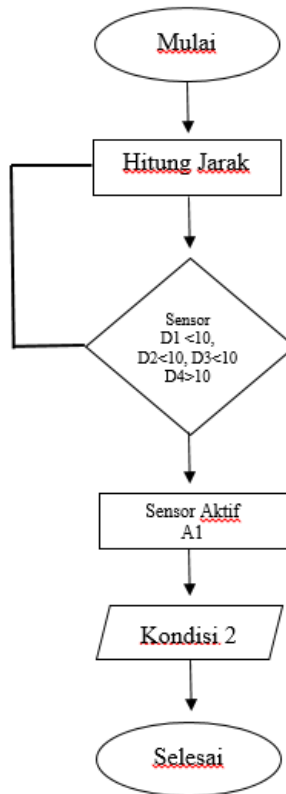 Mulai
Hitung Jarak
Sensor
D1 <10,
D2<10, D3<10
D4>10
Sensor Aktif
A1
Kondisi 2
Selesai